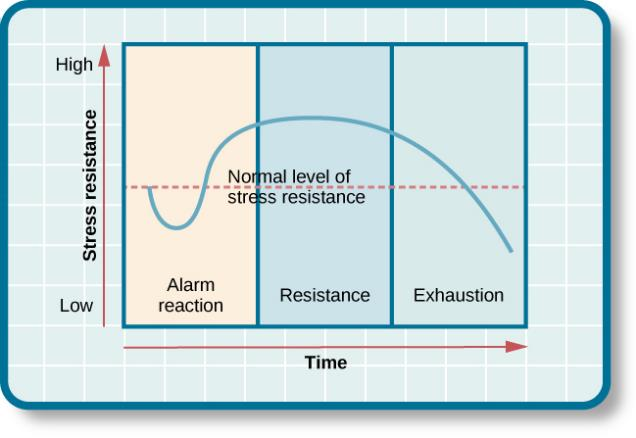 High
Stress resistance
Normal level of
stress resistance
Low
Alarm
reaction
Resistance
Exhaustion
Time